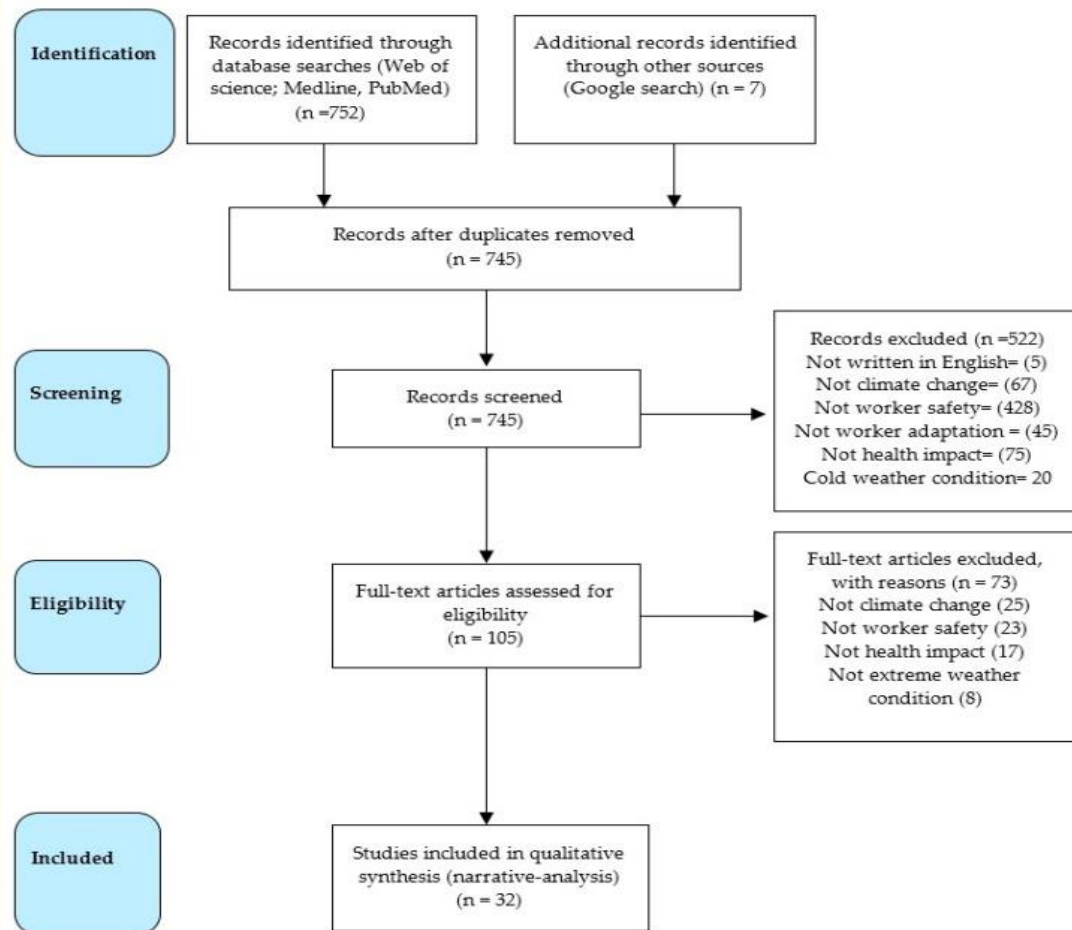 Identification
Records identified through
database searches (Web of
science; Medline, PubMed)
(n =752)
Additional records identified
through other sources
(Google search) (n = 7)
Records after duplicates removed
(n = 745)
Screening
Records screened
(n = 745)
Records excluded (n =522)
Not written in English= (5)
Not climate change= (67)
Not worker safety= (428)
Not worker adaptation = (45)
Not health impact= (75)
Cold weather condition= 20
Eligibility
Full-text articles assessed for
eligibility
(n = 105)
Full-text articles excluded,
with reasons (n = 73)
Not climate change (25)
Not worker safety (23)
Not health impact (17)
Not extreme weather
condition (8)
Included
Studies included in qualitative
synthesis (narrative-analysis)
(n = 32)